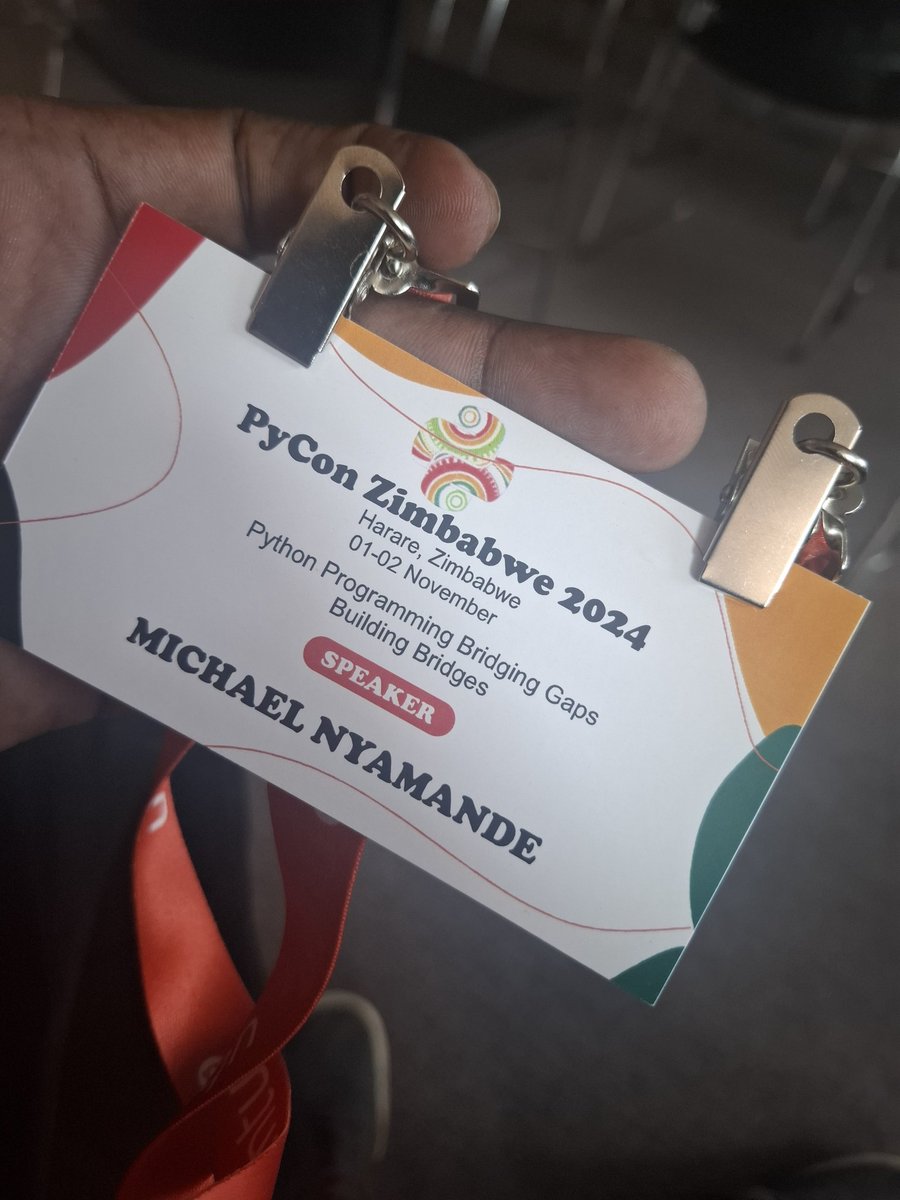 PyCon Zimbabwe 2024
Harare, Zimbabwe
01-02 November
Python Programming Bridging Gaps
Building Bridges
SPEAKER
MICHAEL NYAMANDE